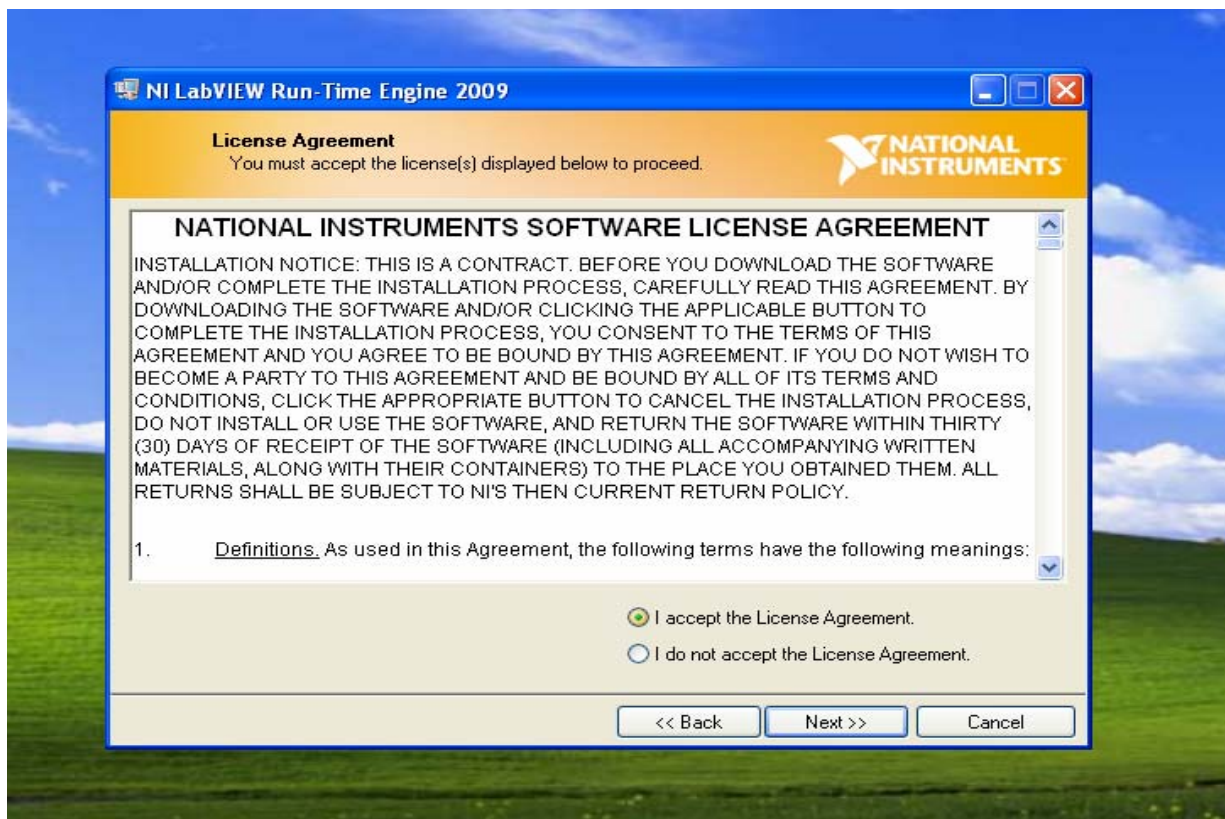 NI LabVIEW Run-Time Engine 2009
License Agreement
You must accept the license(s) displayed below to proceed.
NATIONAL
INSTRUMENTS
NATIONAL INSTRUMENTS SOFTWARE LICENSE AGREEMENT
INSTALLATION NOTICE: THIS IS A CONTRACT. BEFORE YOU DOWNLOAD THE SOFTWARE
AND/OR COMPLETE THE INSTALLATION PROCESS, CAREFULLY READ THIS AGREEMENT. BY
DOWNLOADING THE SOFTWARE AND/OR CLICKING THE APPLICABLE BUTTON TO
COMPLETE THE INSTALLATION PROCESS, YOU CONSENT TO THE TERMS OF THIS
AGREEMENT AND YOU AGREE TO BE BOUND BY THIS AGREEMENT. IF YOU DO NOT WISH TO
BECOME A PARTY TO THIS AGREEMENT AND BE BOUND BY ALL OF ITS TERMS AND
CONDITIONS, CLICK THE APPROPRIATE BUTTON TO CANCEL THE INSTALLATION PROCESS,
DO NOT INSTALL OR USE THE SOFTWARE, AND RETURN THE SOFTWARE WITHIN THIRTY
(30) DAYS OF RECEIPT OF THE SOFTWARE (INCLUDING ALL ACCOMPANYING WRITTEN
MATERIALS, ALONG WITH THEIR CONTAINERS) TO THE PLACE YOU OBTAINED THEM. ALL
RETURNS SHALL BE SUBJECT TO NI'S THEN CURRENT RETURN POLICY.
1. Definitions. As used in this Agreement, the following terms have the following meanings:
I accept the License Agreement.
I do not accept the License Agreement.
<< Back Next >> Cancel